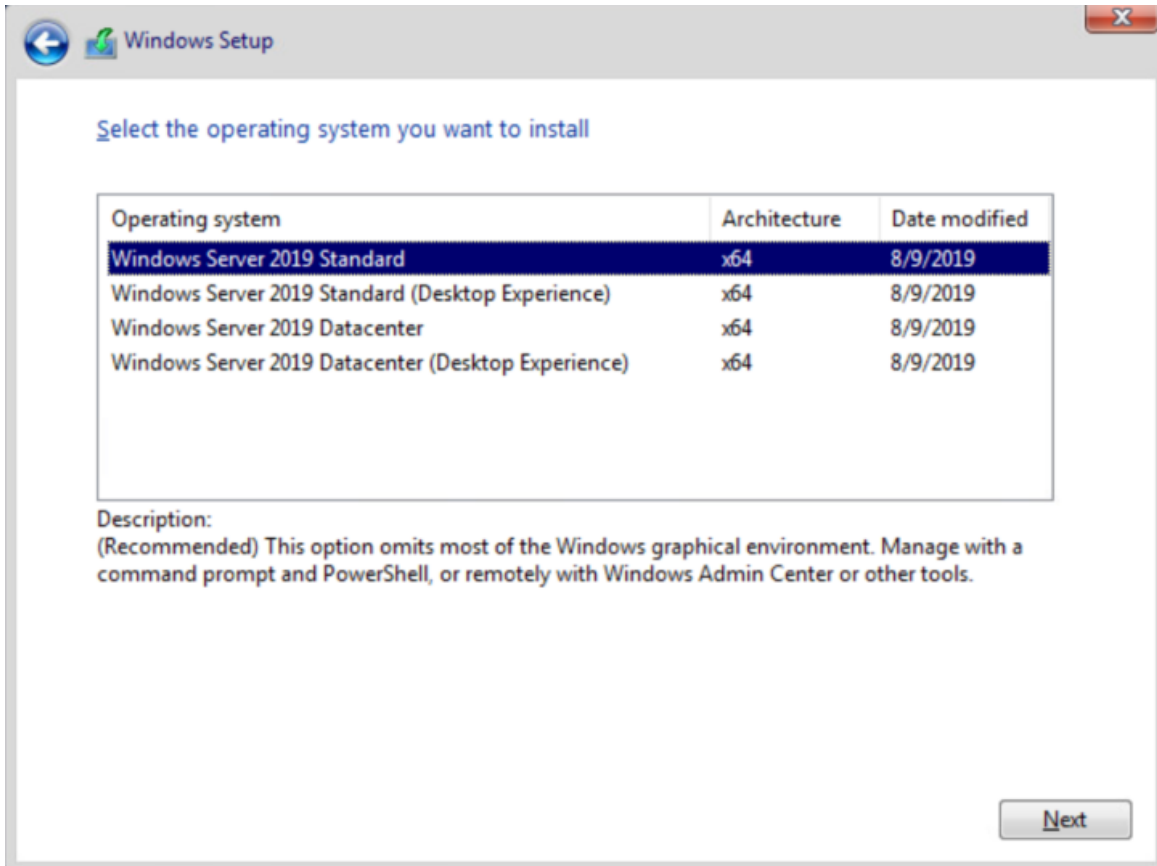 Windows Setup
Select the operating system you want to install
Operating system Architecture Date modified
Windows Server 2019 Standard x64 8/9/2019
Windows Server 2019 Standard (Desktop Experience) x64 8/9/2019
Windows Server 2019 Datacenter x64 8/9/2019
Windows Server 2019 Datacenter (Desktop Experience) x64 8/9/2019
Description:
(Recommended) This option omits most of the Windows graphical environment. Manage with a
command prompt and PowerShell, or remotely with Windows Admin Center or other tools.
Next